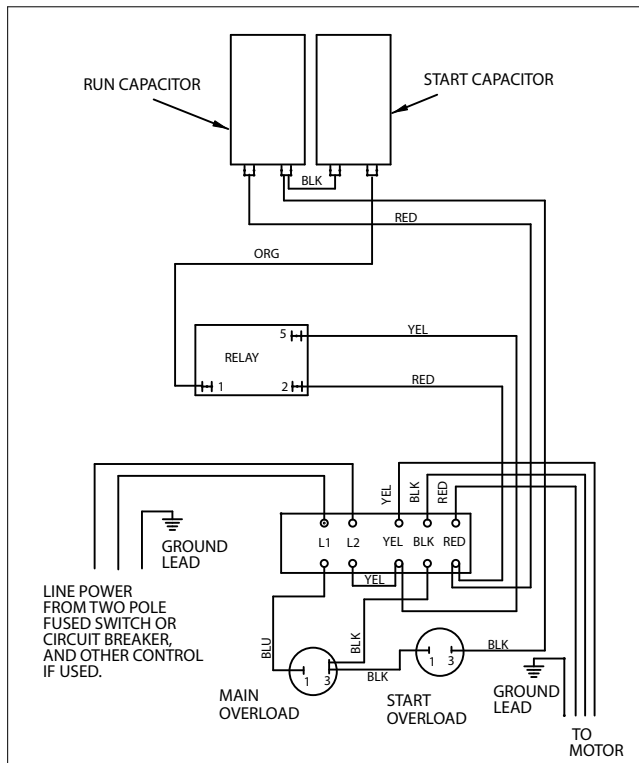 RUN CAPACITOR
START CAPACITOR
BLK
RED
ORG
5
YEL
RELAY
1
2
RED
YEL
BLK
RED
GROUND
LEAD
L1
L2
YEL
BLK
RED
YEL
LINE POWER
FROM TWO POLE
FUSED SWITCH OR
CIRCUIT BREAKER,
AND OTHER CONTROL
IF USED.
BLU
BLK
1
3
BLK
1
3
BLK
MAIN
OVERLOAD
START
OVERLOAD
GROUND
LEAD
TO
MOTOR